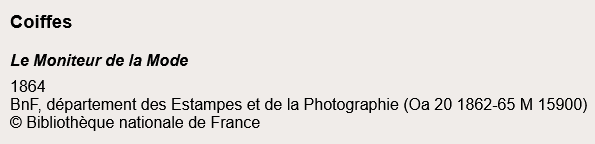 Coiffes
Le Moniteur de la Mode
1864
BnF, département des Estampes et de la Photographie (Oa 20 1862-65 M 15900)
© Bibliothèque nationale de France